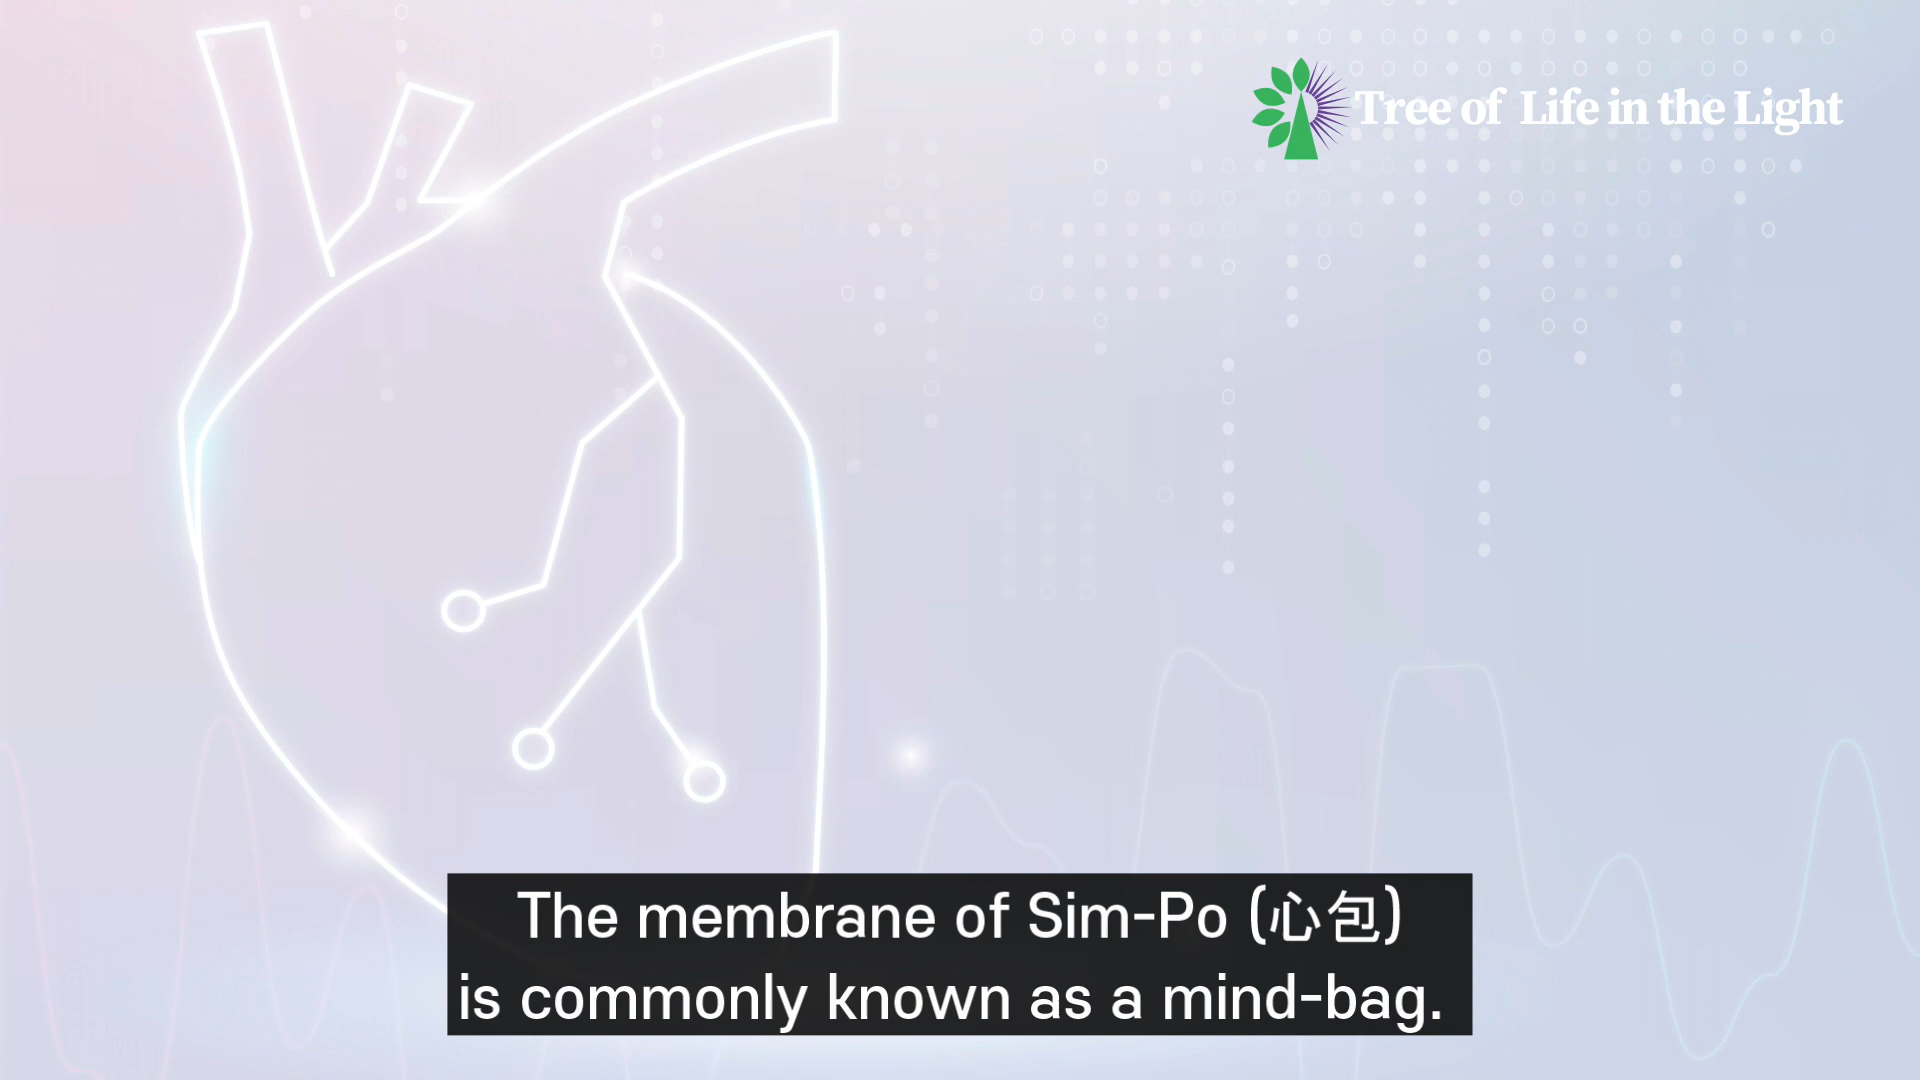 Tree of Life in the Light
The membrane of Sim-Po (心包)
is commonly known as a mind-bag.